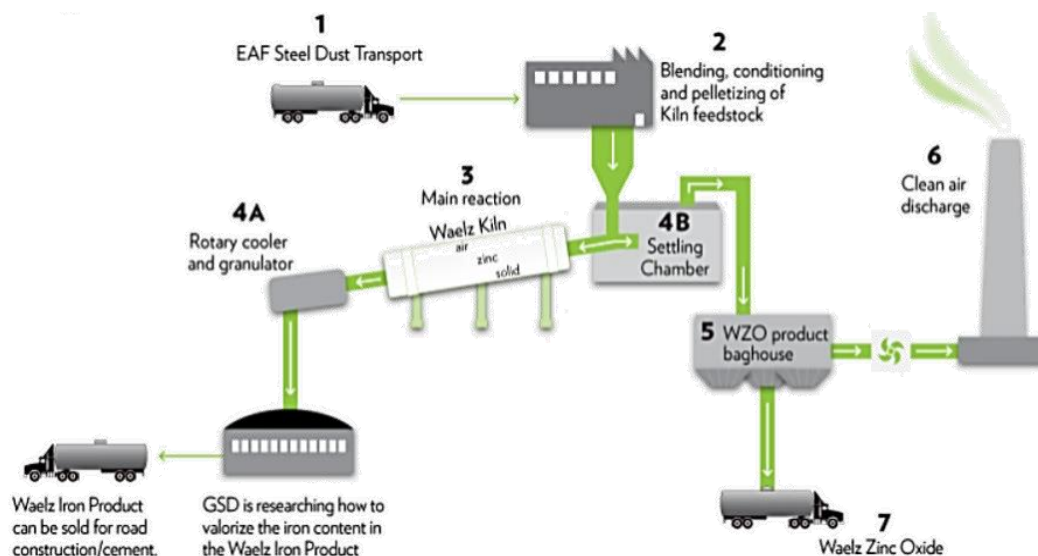 1
EAF Steel Dust Transport
2
Blending, conditioning
and pelletizing of
Kiln feedstock
3
Main reaction
Waelz Kiln
air
zinc
solid
4A
Rotary cooler
and granulator
4B
Settling
Chamber
5 WZO product
baghouse
6
Clean air
discharge
Waelz Iron Product
can be sold for road
construction/cement.
GSD is researching how to
valorize the iron content in
the Waelz Iron Product
7
Waelz Zinc Oxide